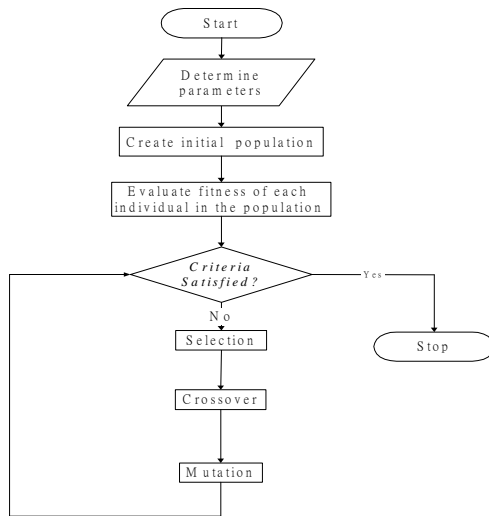 Start
Determine
parameters
Create initial population
Evaluate fitness of each
individual in the population
Criteria
Satisfied?
Yes
No
Selection
Stop
Crossover
Mutation